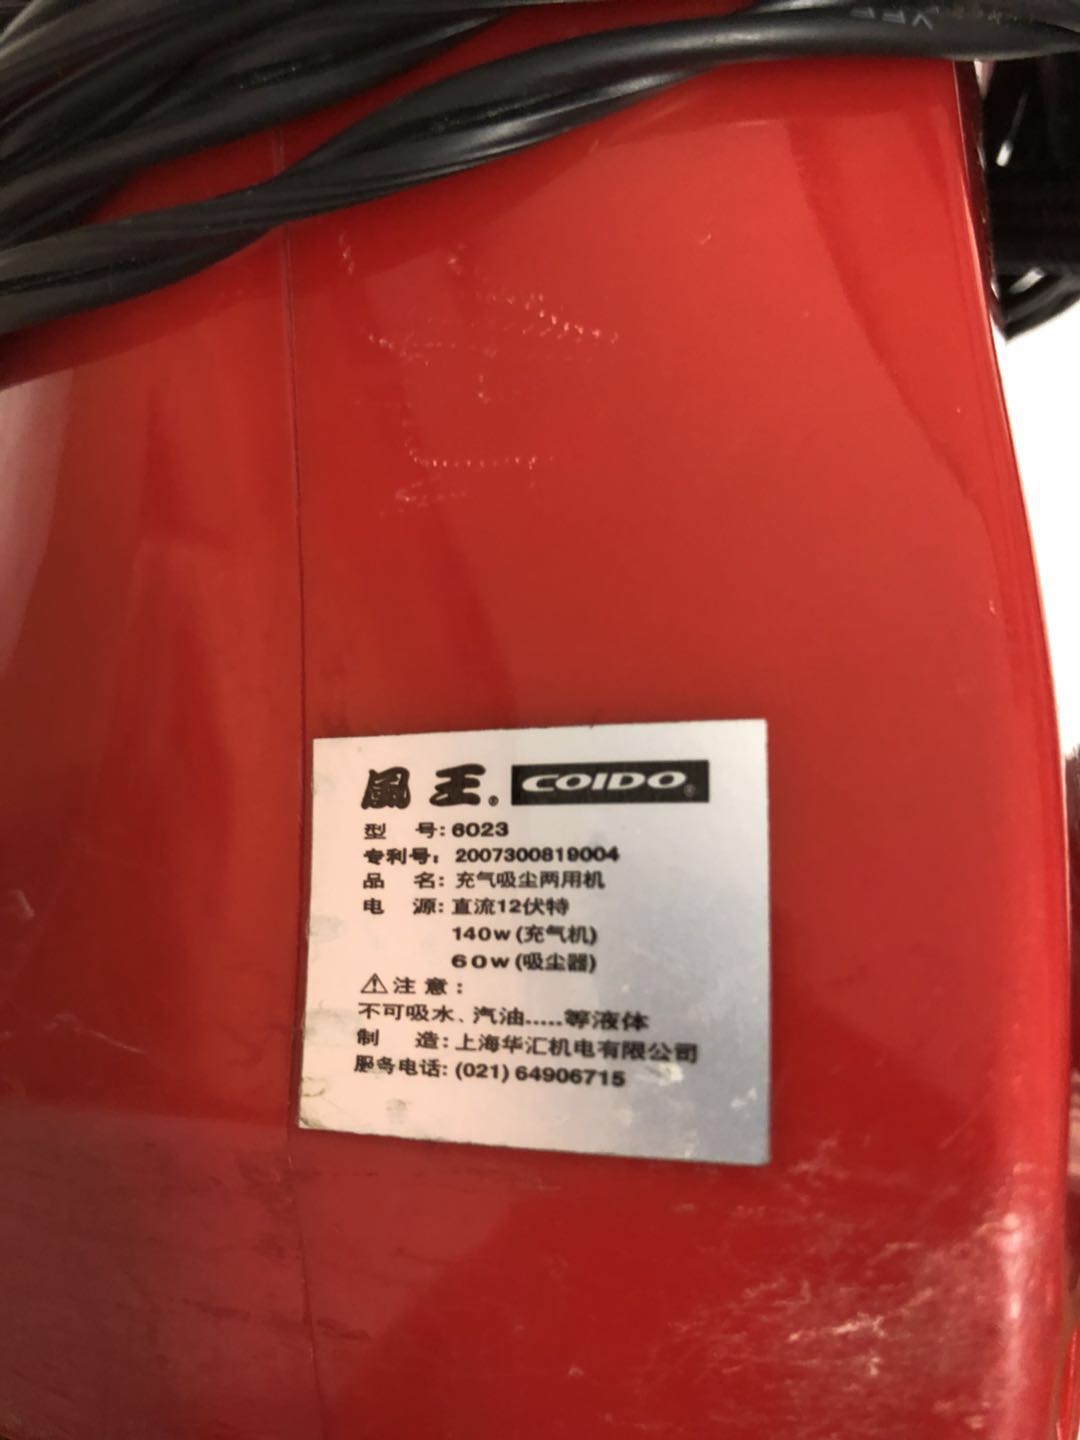 風王® COIDO®
型 号: 6023
专利号: 2007300819004
品 名: 充气吸尘两用机
电 源: 直流12伏特
140w (充气机)
60w (吸尘器)
⚠注意:
不可吸水、汽油.....等液体
制 造: 上海华汇机电有限公司
服务电话: (021) 64906715